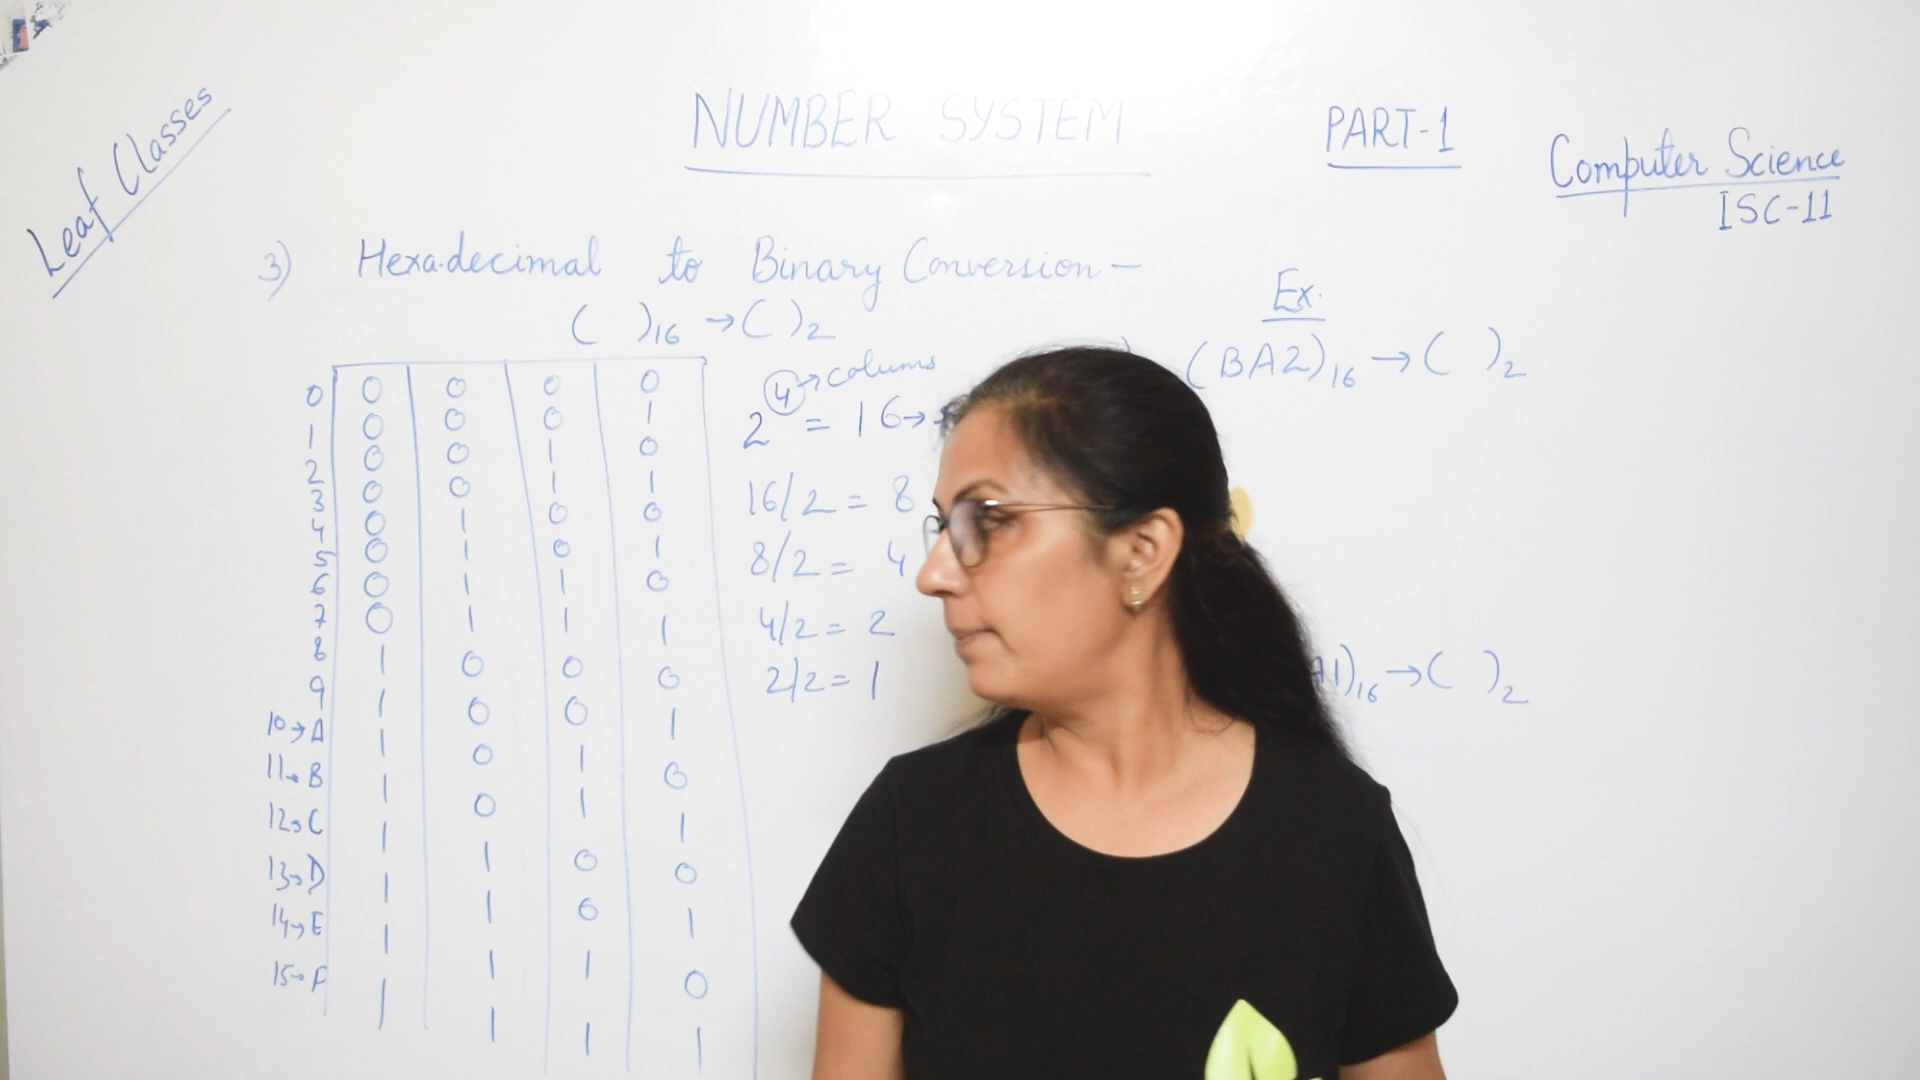 Leaf Classes
NUMBER SYSTEM
PART-1
Computer Science
ISC-11
3) Hexadecimal to Binary Conversion-
( )16 → ( )2
Ex.
(BA2)16 → ( )2
0 0 0 0 0
1 0 0 0 1
2 0 0 1 0
3 0 0 1 1
4 0 1 0 0
5 0 1 0 1
6 0 1 1 0
7 0 1 1 1
8 1 0 0 0
9 1 0 0 1
10→A 1 0 1 0
11→B 1 0 1 1
12→C 1 1 0 0
13→D 1 1 0 1
14→E 1 1 1 0
15→F 1 1 1 1
4→colums
2^4 = 16→
16/2 = 8
8/2 = 4
4/2 = 2
2/2 = 1
)16 → ( )2